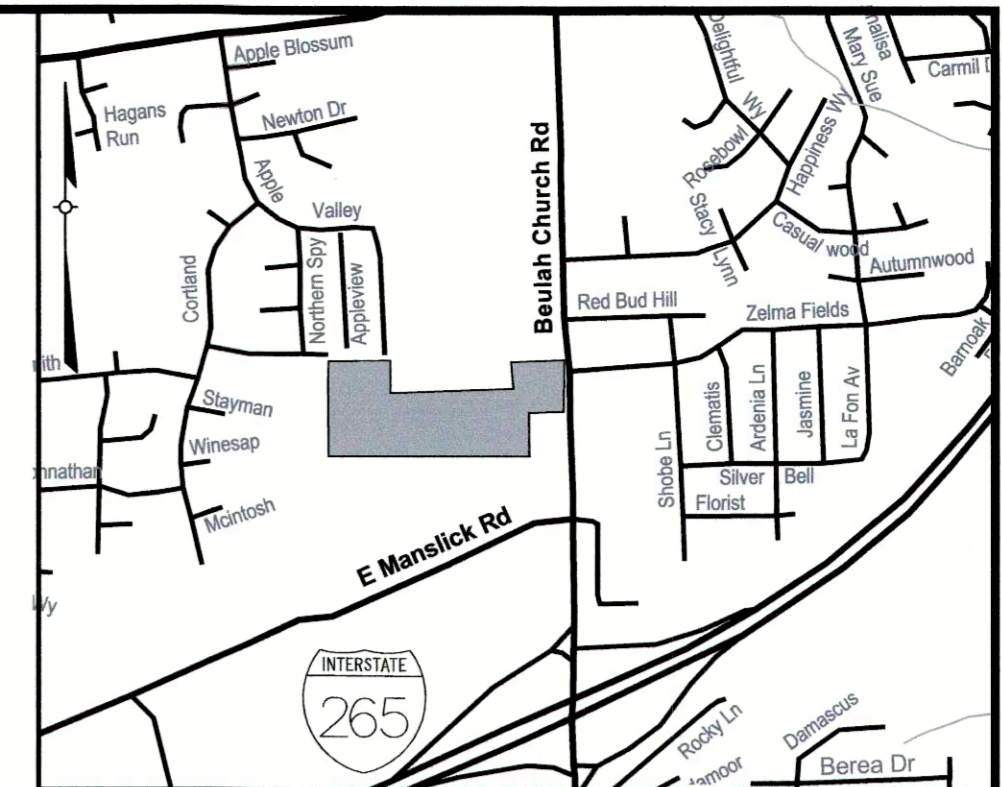 Apple Blossum
Hagans
Run
Newton Dr
Apple
Valley
Cortland
Northern Spy
Appleview
Stayman
Winesap
Mcintosh
Beulah Church Rd
E Manslick Rd
INTERSTATE
265
Delightful
Wy
Rosebowl
Happiness Wy
Mary Sue
Carmil
Stacy
Lynn
Casual
wood
Autumnwood
Red Bud Hill
Zelma Fields
Barnoak
Clematis
Ardenia Ln
Jasmine
La Fon Av
Shobe Ln
Silver
Bell
Florist
Rocky Ln
Damascus
Berea Dr
Wy